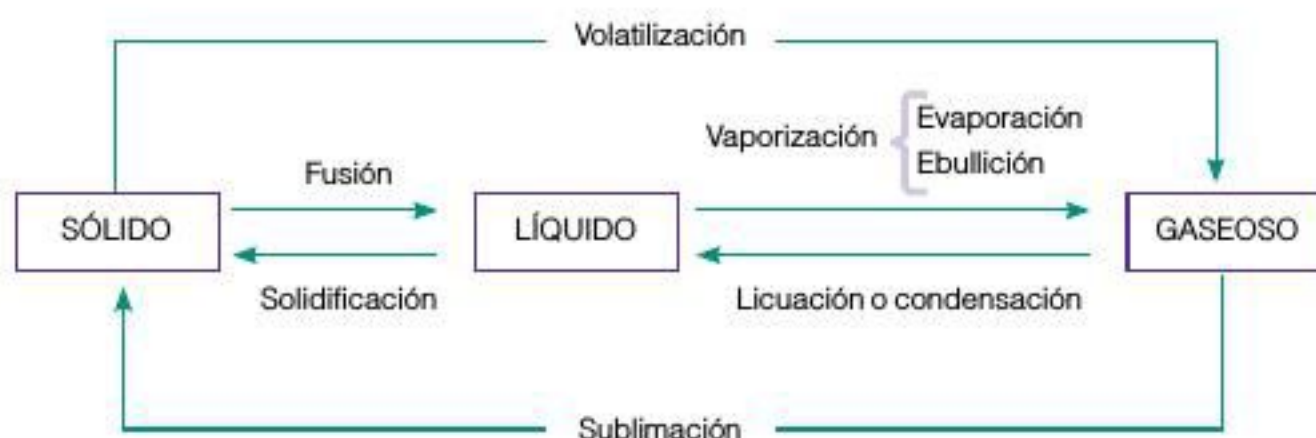 Volatilización
Vaporización
Evaporación
Ebullición
Fusión
SÓLIDO
LÍQUIDO
GASEOSO
Solidificación
Licuación o condensación
Sublimación